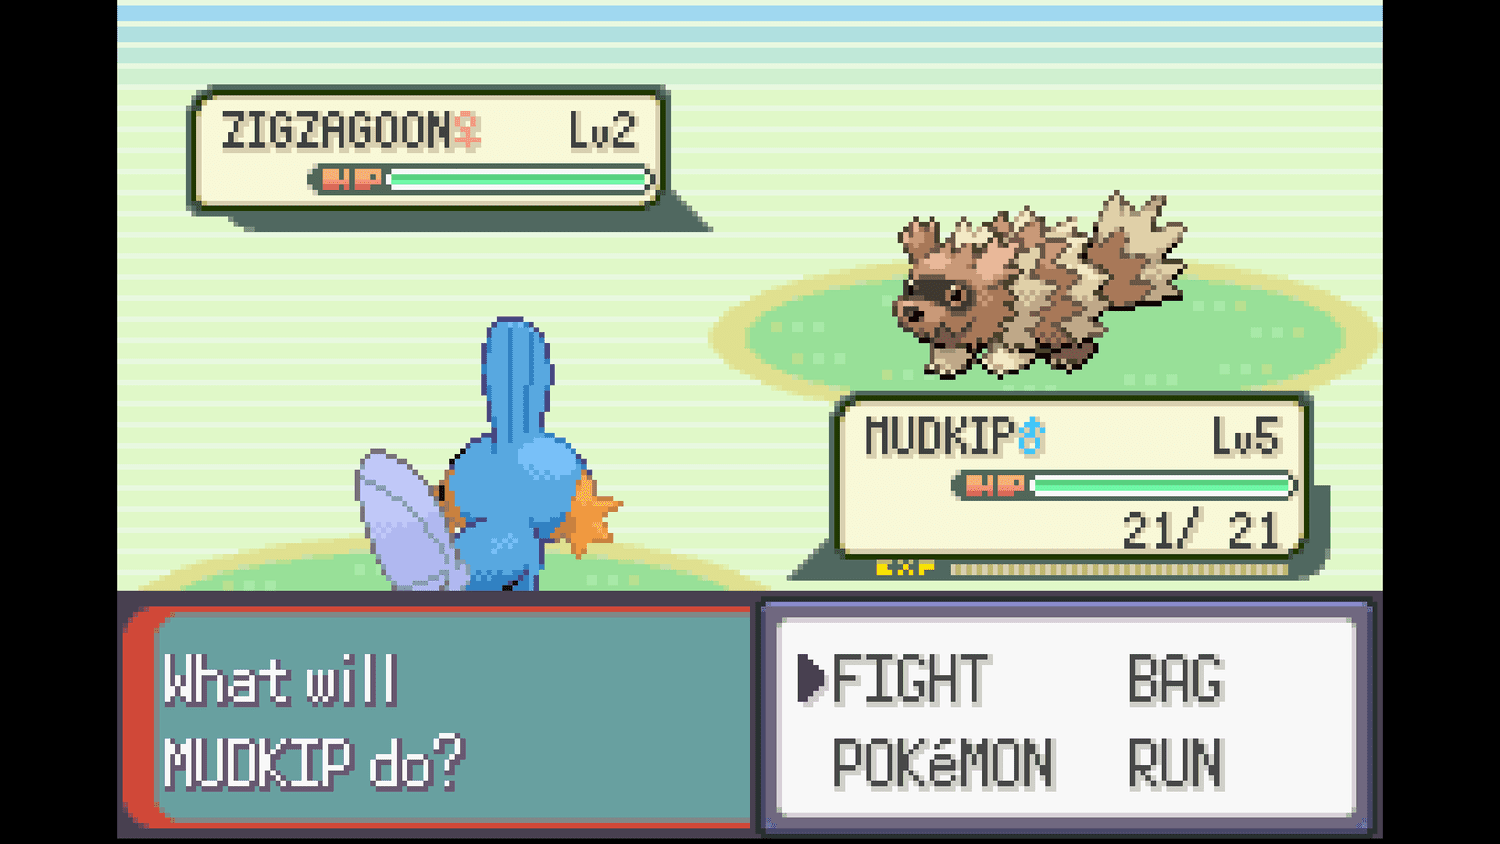 ZIGZAGOON♀ Lv2
HP
MUDKIP♂ Lv5
HP
21/ 21
EXP
What will
MUDKIP do?
▶FIGHT BAG
POKéMON RUN